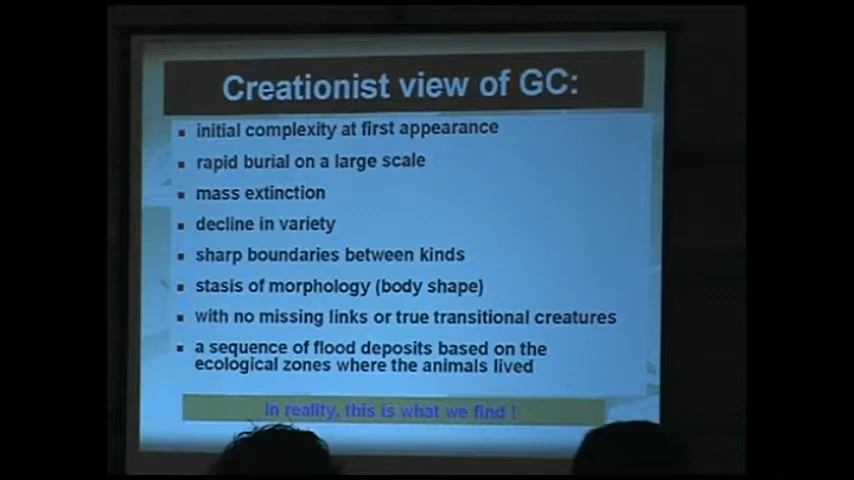 Creationist view of GC:
initial complexity at first appearance
rapid burial on a large scale
mass extinction
decline in variety
sharp boundaries between kinds
stasis of morphology (body shape)
with no missing links or true transitional creatures
a sequence of flood deposits based on the
ecological zones where the animals lived
In reality, this is what we find !